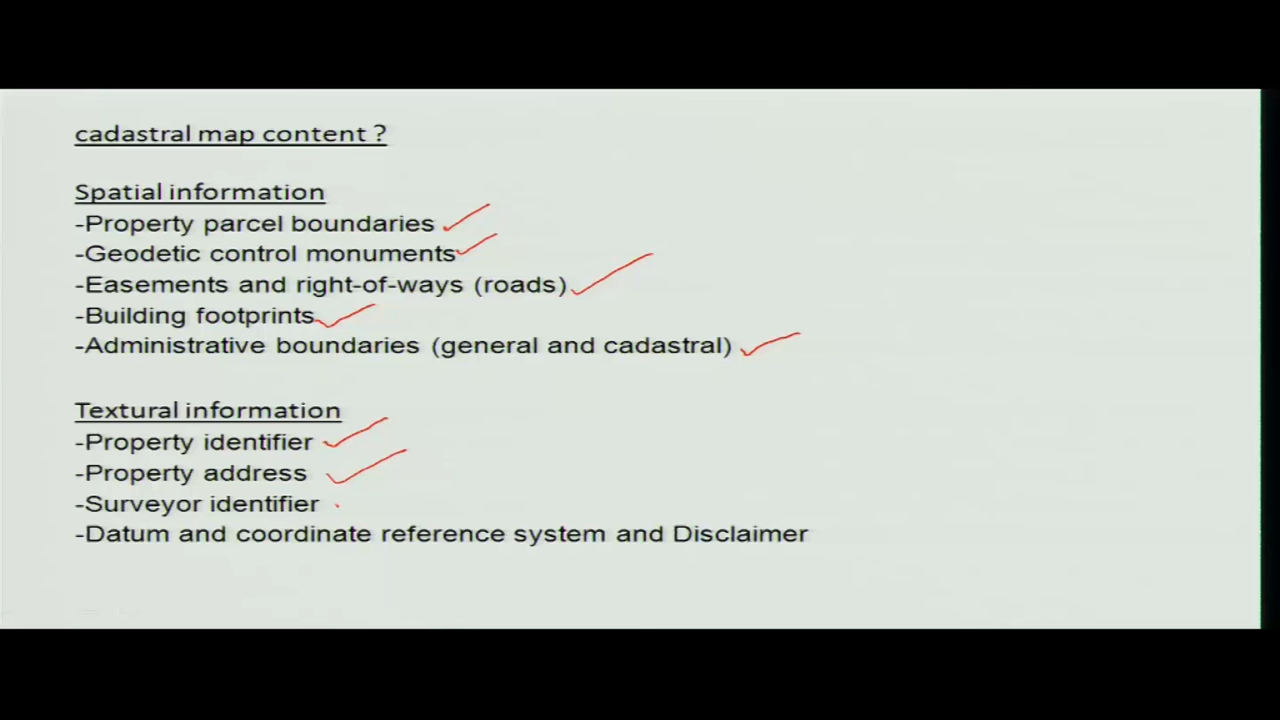 cadastral map content ?
Spatial information
-Property parcel boundaries
-Geodetic control monuments
-Easements and right-of-ways (roads)
-Building footprints
-Administrative boundaries (general and cadastral)
Textural information
-Property identifier
-Property address
-Surveyor identifier
-Datum and coordinate reference system and Disclaimer